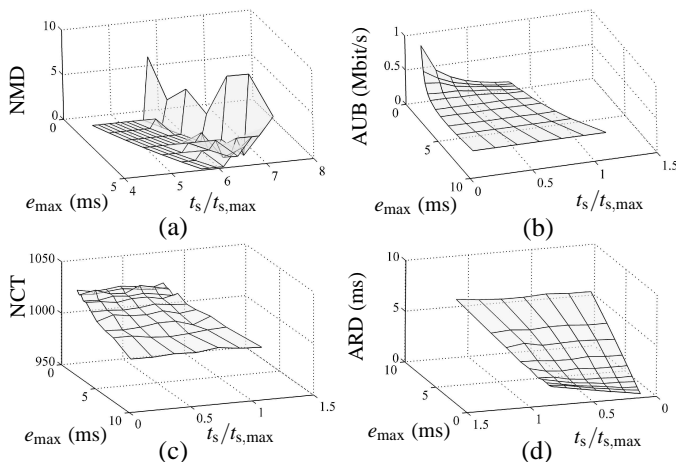 10
5
0
NMD
0
5
4
5
6
7
8
e_max (ms)
t_s/t_s,max
(a)
1
0.5
0
AUB (Mbit/s)
0
5
10
0
0.5
1
1.5
e_max (ms)
t_s/t_s,max
(b)
1050
1000
950
NCT
0
5
10
0
0.5
1
1.5
e_max (ms)
t_s/t_s,max
(c)
10
5
0
ARD (ms)
10
5
0
1.5
1
0.5
0
e_max (ms)
t_s/t_s,max
(d)